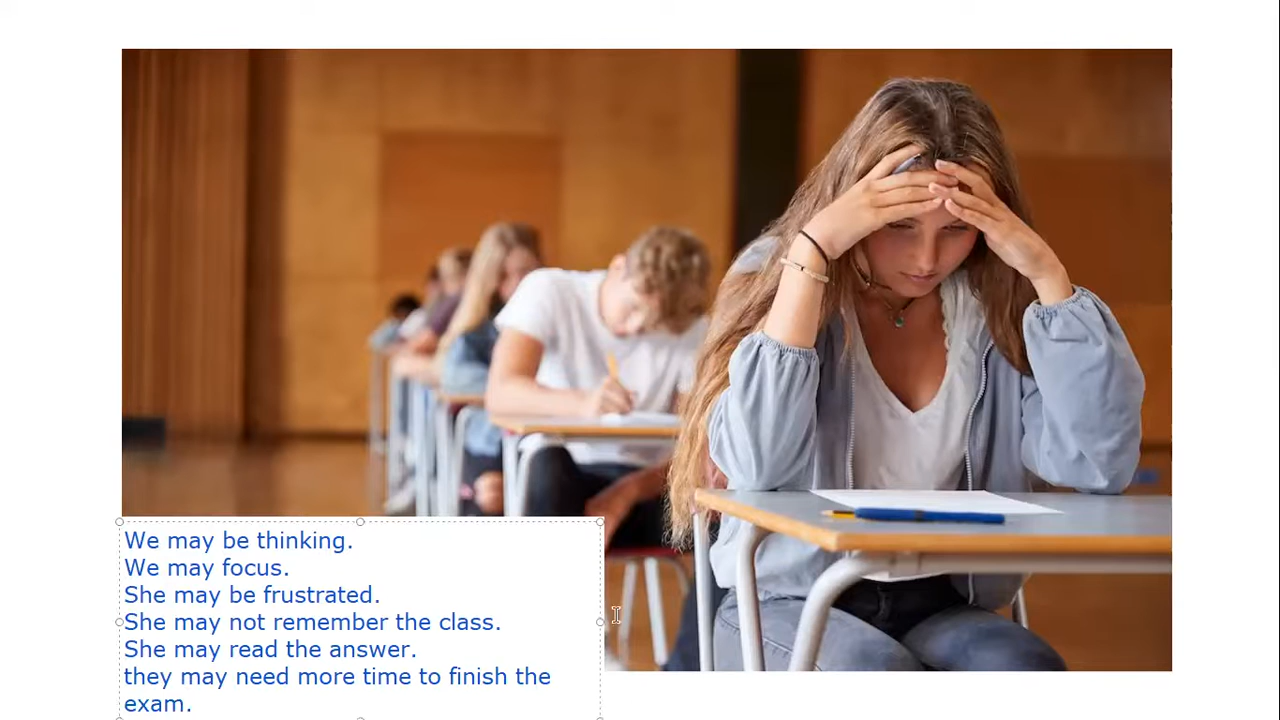 We may be thinking.
We may focus.
She may be frustrated.
She may not remember the class.
She may read the answer.
they may need more time to finish the
exam.